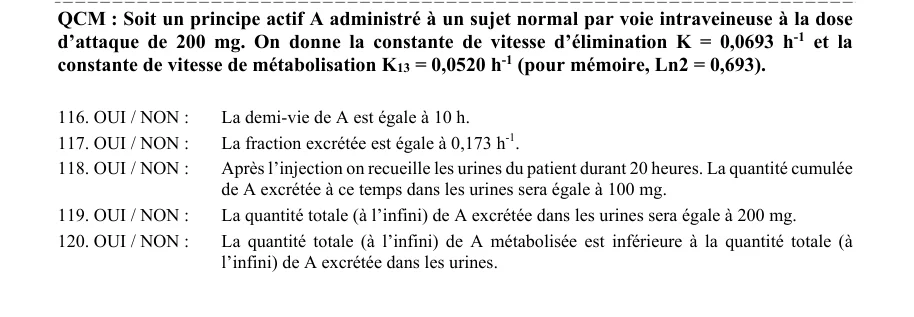 QCM : Soit un principe actif A administré à un sujet normal par voie intraveineuse à la dose
d’attaque de 200 mg. On donne la constante de vitesse d’élimination K = 0,0693 h-1 et la
constante de vitesse de métabolisation K13 = 0,0520 h-1 (pour mémoire, Ln2 = 0,693).
116. OUI / NON : La demi-vie de A est égale à 10 h.
117. OUI / NON : La fraction excrétée est égale à 0,173 h-1.
118. OUI / NON : Après l’injection on recueille les urines du patient durant 20 heures. La quantité cumulée
de A excrétée à ce temps dans les urines sera égale à 100 mg.
119. OUI / NON : La quantité totale (à l’infini) de A excrétée dans les urines sera égale à 200 mg.
120. OUI / NON : La quantité totale (à l’infini) de A métabolisée est inférieure à la quantité totale (à
l’infini) de A excrétée dans les urines.